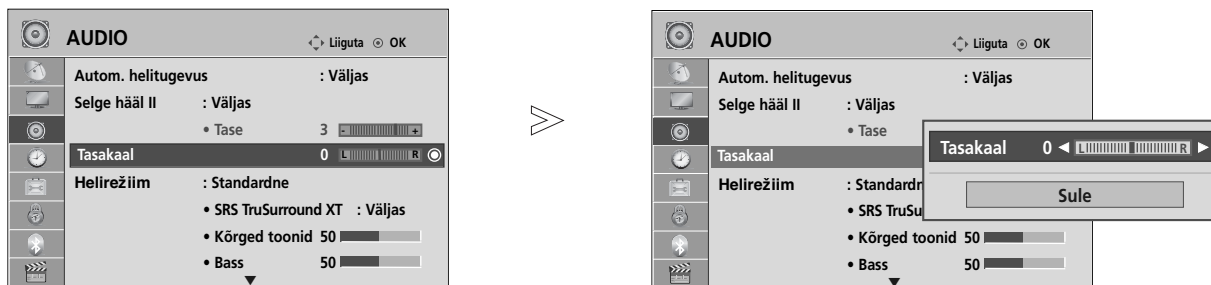 AUDIO Liiguta OK
Autom. helitugevus : Väljas
Selge hääl II : Väljas
• Tase 3 - +
Tasakaal 0 L R
Helirežiim : Standardne
• SRS TruSurround XT : Väljas
• Kõrged toonid 50
• Bass 50
AUDIO Liiguta OK
Autom. helitugevus : Väljas
Selge hääl II : Väljas
• Tase
Tasakaal
Helirežiim : Standardn
• SRS TruSu
• Kõrged toonid 50
• Bass 50
Tasakaal 0 L R
Sule